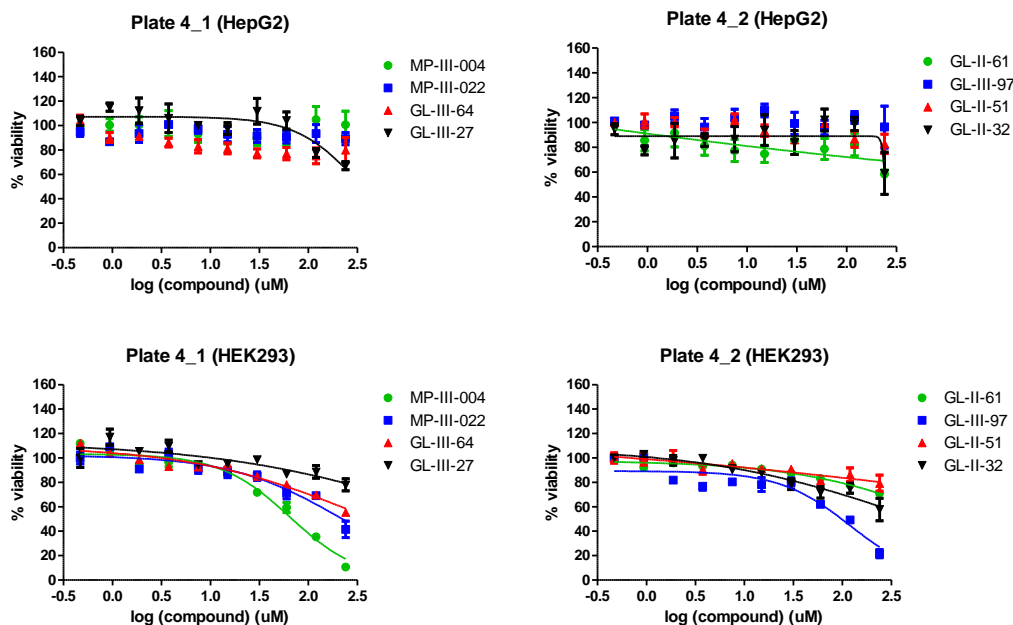 Plate 4_1 (HepG2)
% viability
160
140
120
100
80
60
40
20
0
-0.5 0.0 0.5 1.0 1.5 2.0 2.5
log (compound) (uM)
MP-III-004
MP-III-022
GL-III-64
GL-III-27
Plate 4_2 (HepG2)
% viability
160
140
120
100
80
60
40
20
0
-0.5 0.0 0.5 1.0 1.5 2.0 2.5
log (compound) (uM)
GL-II-61
GL-III-97
GL-II-51
GL-II-32
Plate 4_1 (HEK293)
% viability
160
140
120
100
80
60
40
20
0
-0.5 0.0 0.5 1.0 1.5 2.0 2.5
log (compound) (uM)
MP-III-004
MP-III-022
GL-III-64
GL-III-27
Plate 4_2 (HEK293)
% viability
160
140
120
100
80
60
40
20
0
-0.5 0.0 0.5 1.0 1.5 2.0 2.5
log (compound) (uM)
GL-II-61
GL-III-97
GL-II-51
GL-II-32